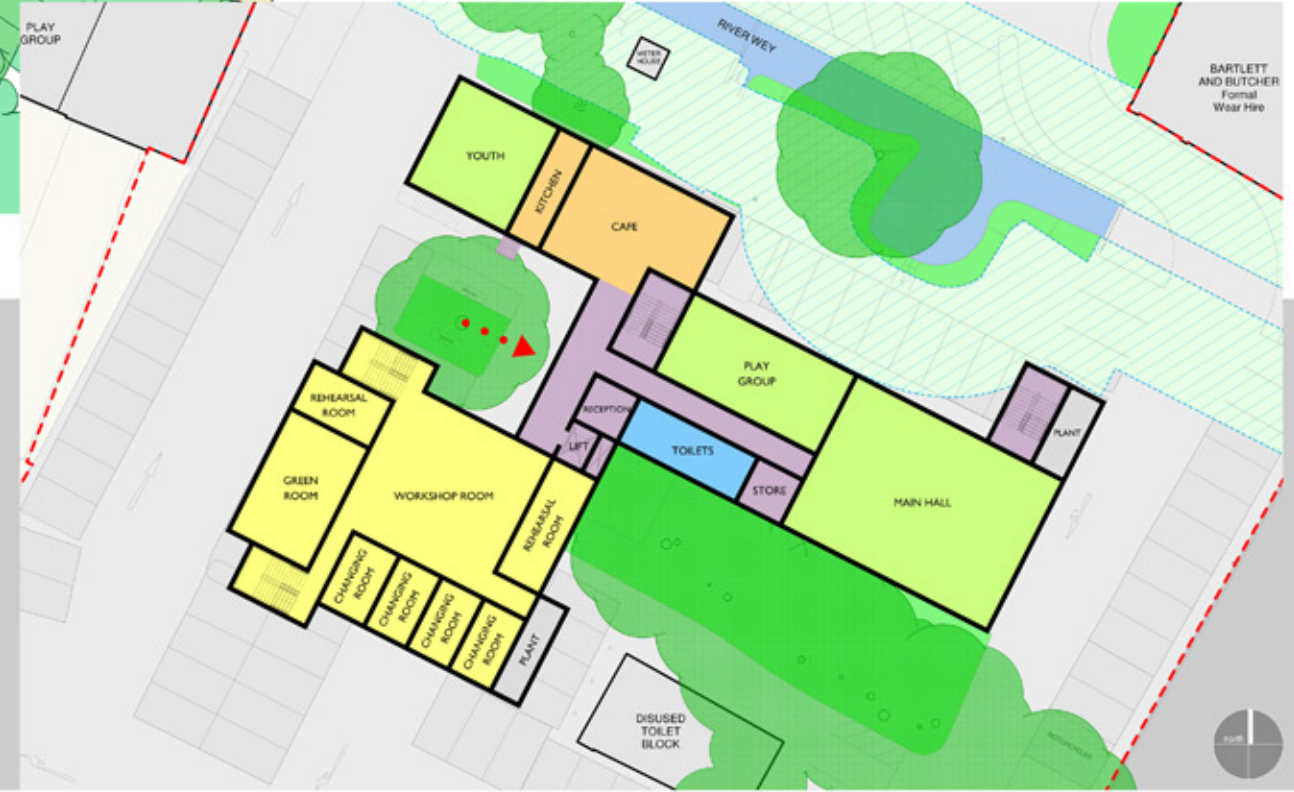 PLAY
GROUP
RIVER WEY
BARTLETT
AND BUTCHER
Formal
Wear Hire
YOUTH
KITCHEN
CAFE
PLAY
GROUP
RECEPTION
LIFT
TOILETS
STORE
MAIN HALL
PLANT
REHEARSAL
ROOM
GREEN
ROOM
WORKSHOP ROOM
REHEARSAL
ROOM
CHANGING
ROOM
CHANGING
ROOM
CHANGING
ROOM
CHANGING
ROOM
PLANT
DISUSED
TOILET
BLOCK
MOTORCYCLES
north